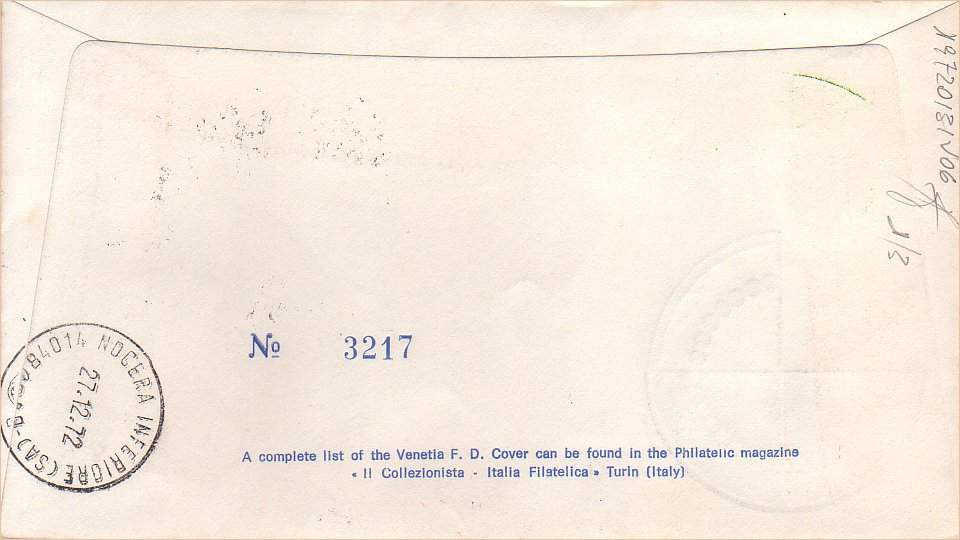 84014 NOCERA INFERIORE (SA)
27.12.72
Nº 3217
A complete list of the Venetia F. D. Cover can be found in the Philatelic magazine
« Il Collezionista - Italia Filatelica » Turin (Italy)